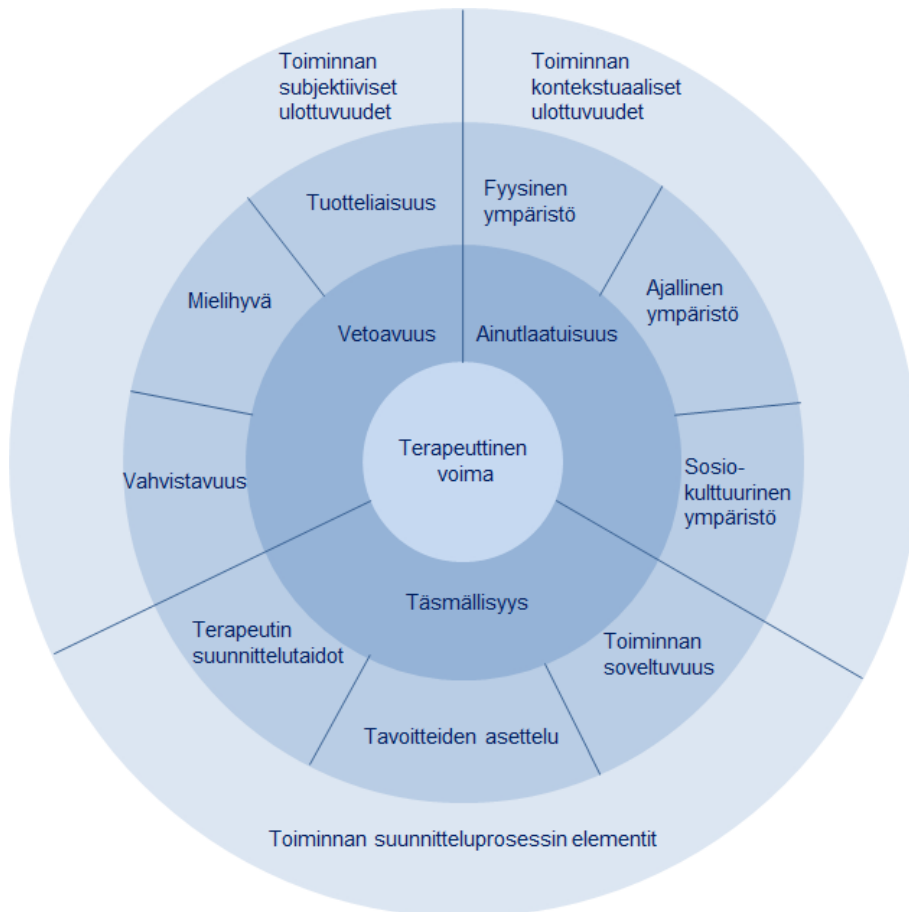 Toiminnan
subjektiiviset
ulottuvuudet
Toiminnan
kontekstuaaliset
ulottuvuudet
Tuotteliaisuus
Fyysinen
ympäristö
Mielihyvä
Ajallinen
ympäristö
Vetoavuus
Ainutlaatuisuus
Terapeuttinen
voima
Vahvistavuus
Sosio-
kulttuurinen
ympäristö
Täsmällisyys
Terapeutin
suunnittelutaidot
Toiminnan
soveltuvuus
Tavoitteiden asettelu
Toiminnan suunnitteluprosessin elementit